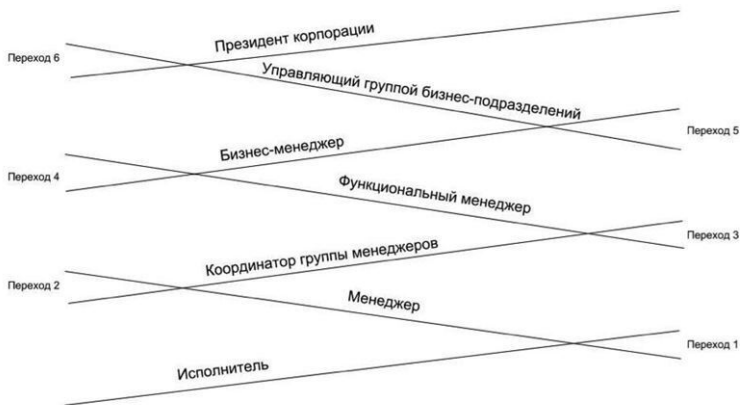 Президент корпорации
Переход 6
Управляющий группой бизнес-подразделений
Переход 5
Бизнес-менеджер
Переход 4
Функциональный менеджер
Переход 3
Координатор группы менеджеров
Переход 2
Менеджер
Переход 1
Исполнитель